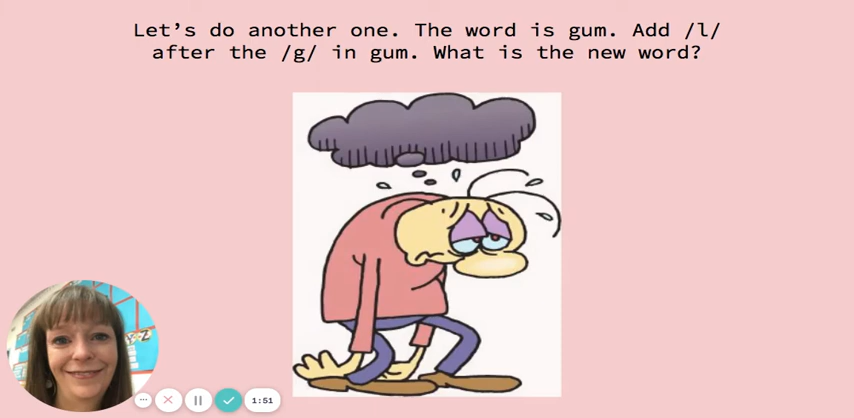 Let’s do another one. The word is gum. Add /l/
after the /g/ in gum. What is the new word?
1:51